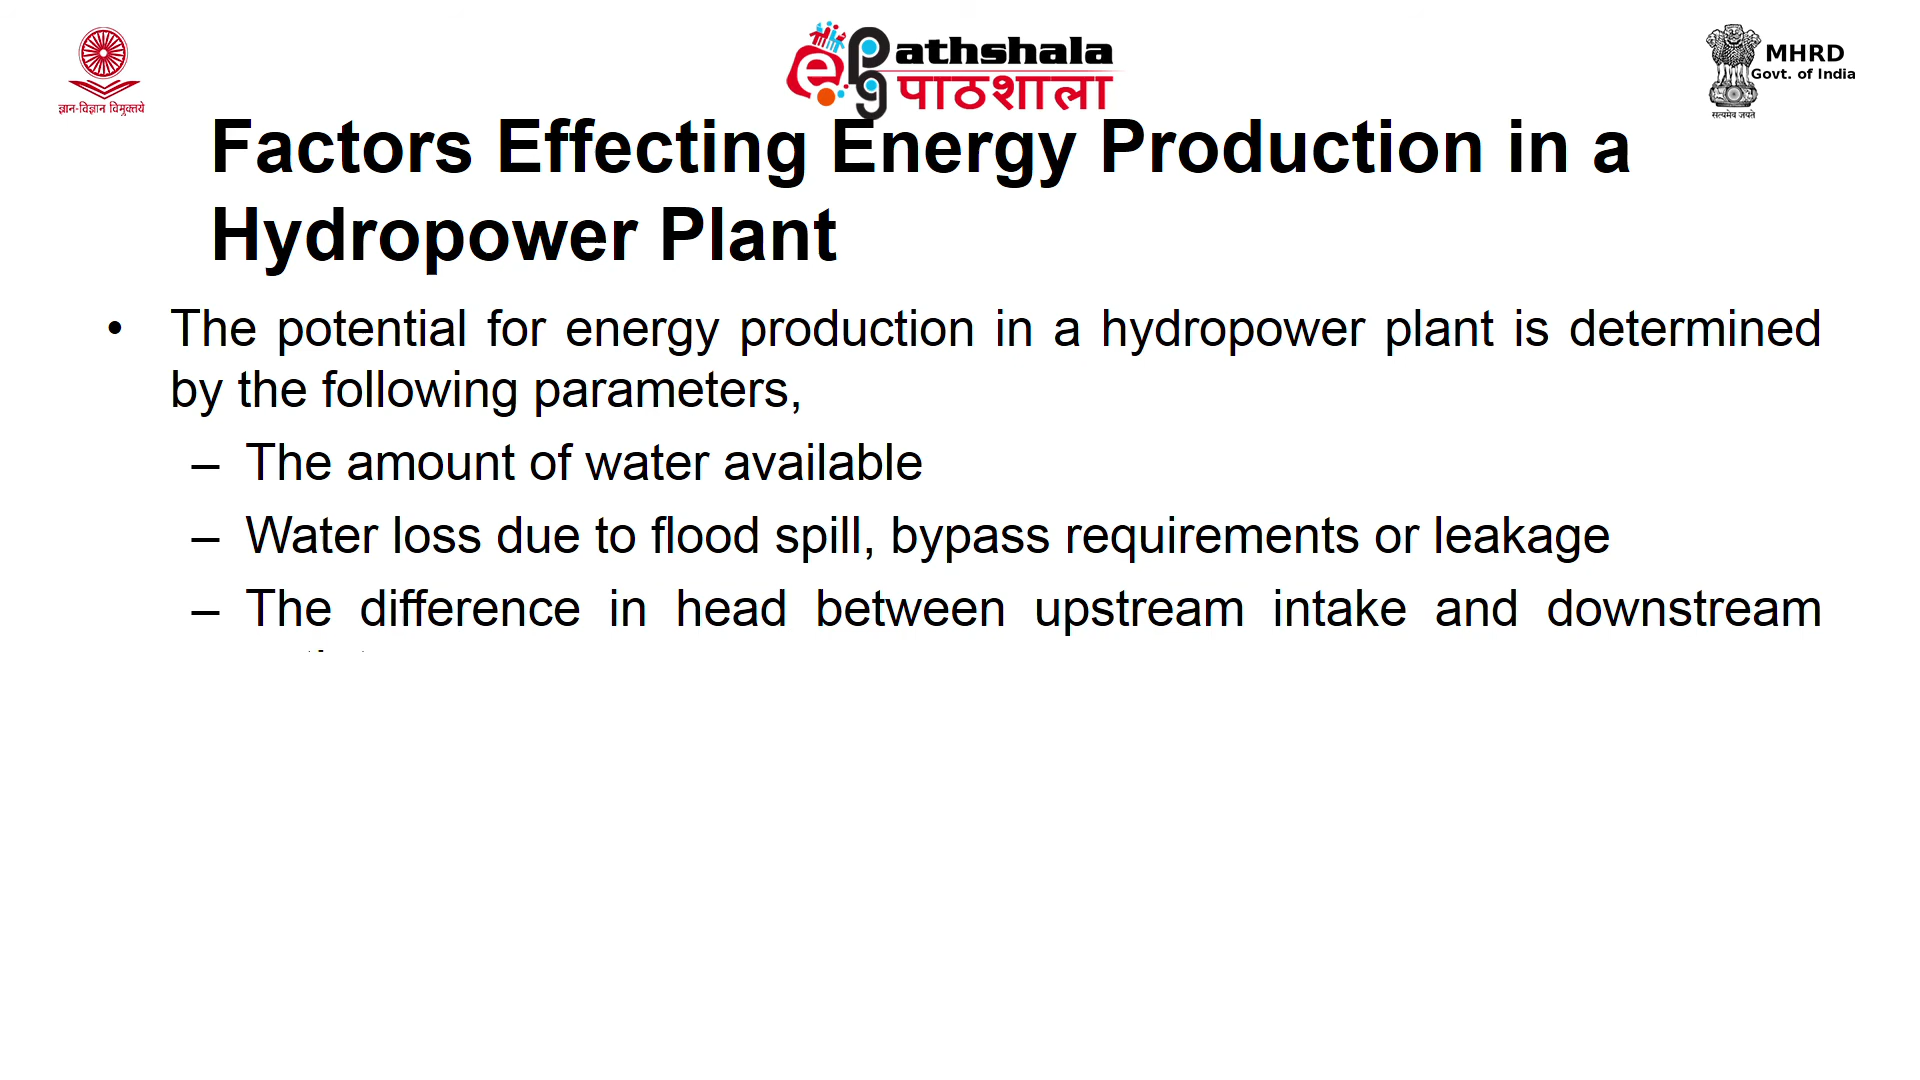 ज्ञान-विज्ञान विमुक्तये
ePathshala
पाठशाला
MHRD
Govt. of India
सत्यमेव जयते
Factors Effecting Energy Production in a
Hydropower Plant
• The potential for energy production in a hydropower plant is determined
by the following parameters,
– The amount of water available
– Water loss due to flood spill, bypass requirements or leakage
– The difference in head between upstream intake and downstream